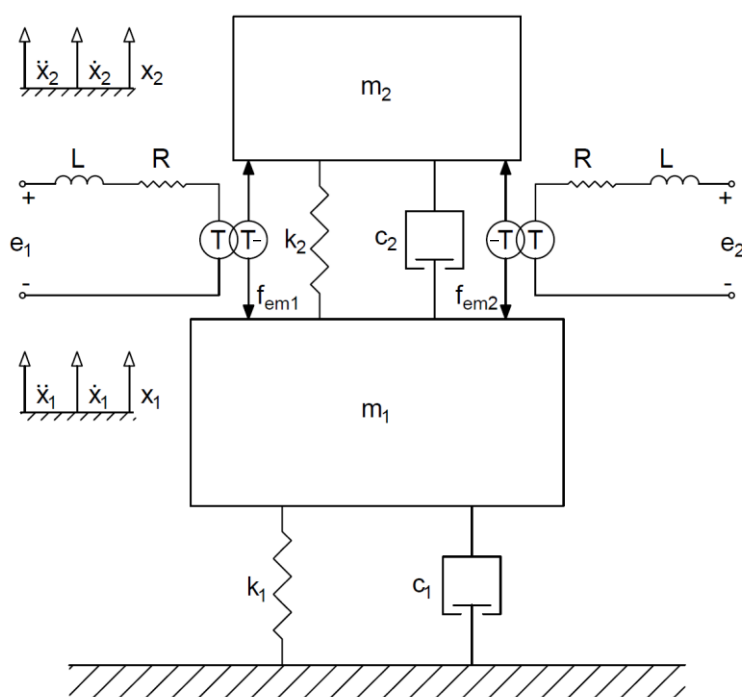 m₂
ẍ₂ ẋ₂ x₂
L R
R L
+
+
e₁
T T-
k₂
c₂
-T T
e₂
-
-
fₑₘ₁
fₑₘ₂
ẍ₁ ẋ₁ x₁
m₁
k₁
c₁